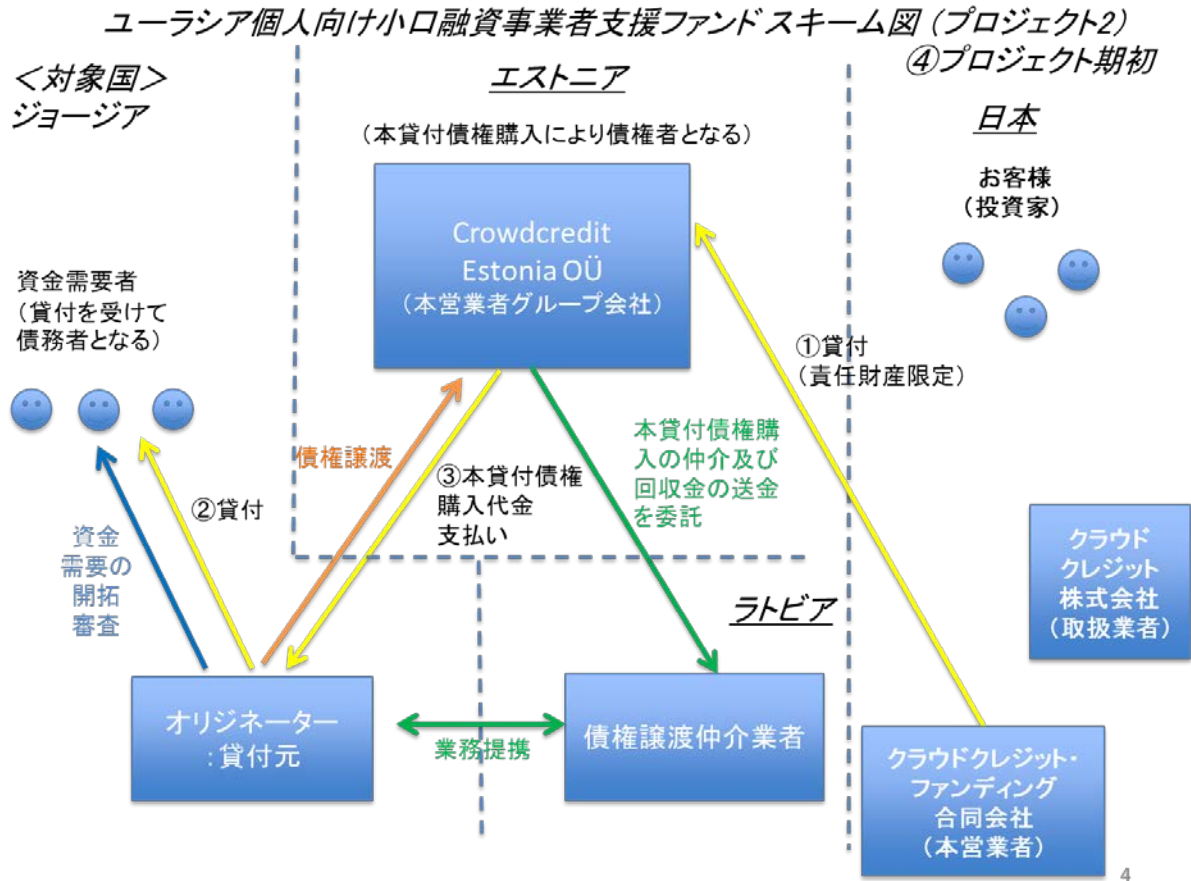 ユーラシア個人向け小口融資事業者支援ファンド スキーム図 (プロジェクト2)
④プロジェクト期初
＜対象国＞
ジョージア
エストニア
日本
（本貸付債権購入により債権者となる）
お客様
（投資家）
Crowdcredit
Estonia OÜ
（本営業者グループ会社）
資金需要者
（貸付を受けて
債務者となる）
①貸付
（責任財産限定）
債権譲渡
③本貸付債権
購入代金
支払い
本貸付債権購
入の仲介及び
回収金の送金
を委託
②貸付
資金
需要の
開拓
審査
クラウド
クレジット
株式会社
（取扱業者）
ラトビア
オリジネーター
：貸付元
業務提携
債権譲渡仲介業者
クラウドクレジット・
ファンディング
合同会社
（本営業者）
4